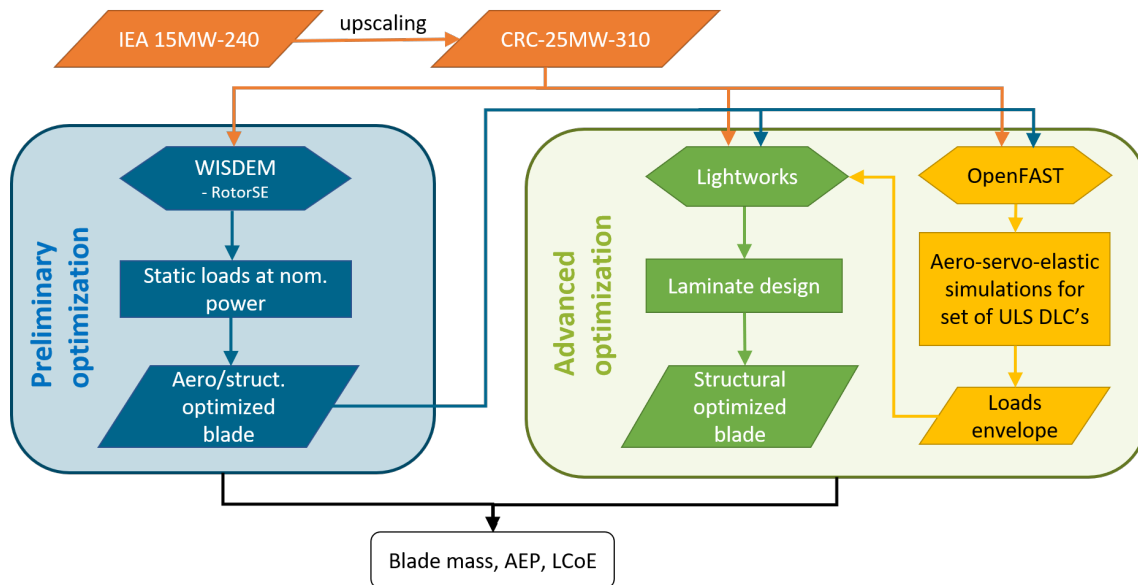 IEA 15MW-240
upscaling
CRC-25MW-310
Preliminary
optimization
WISDEM
- RotorSE
Static loads at nom.
power
Aero/struct.
optimized
blade
Advanced
optimization
Lightworks
Laminate design
Structural
optimized
blade
OpenFAST
Aero-servo-elastic
simulations for
set of ULS DLC's
Loads
envelope
Blade mass, AEP, LCoE